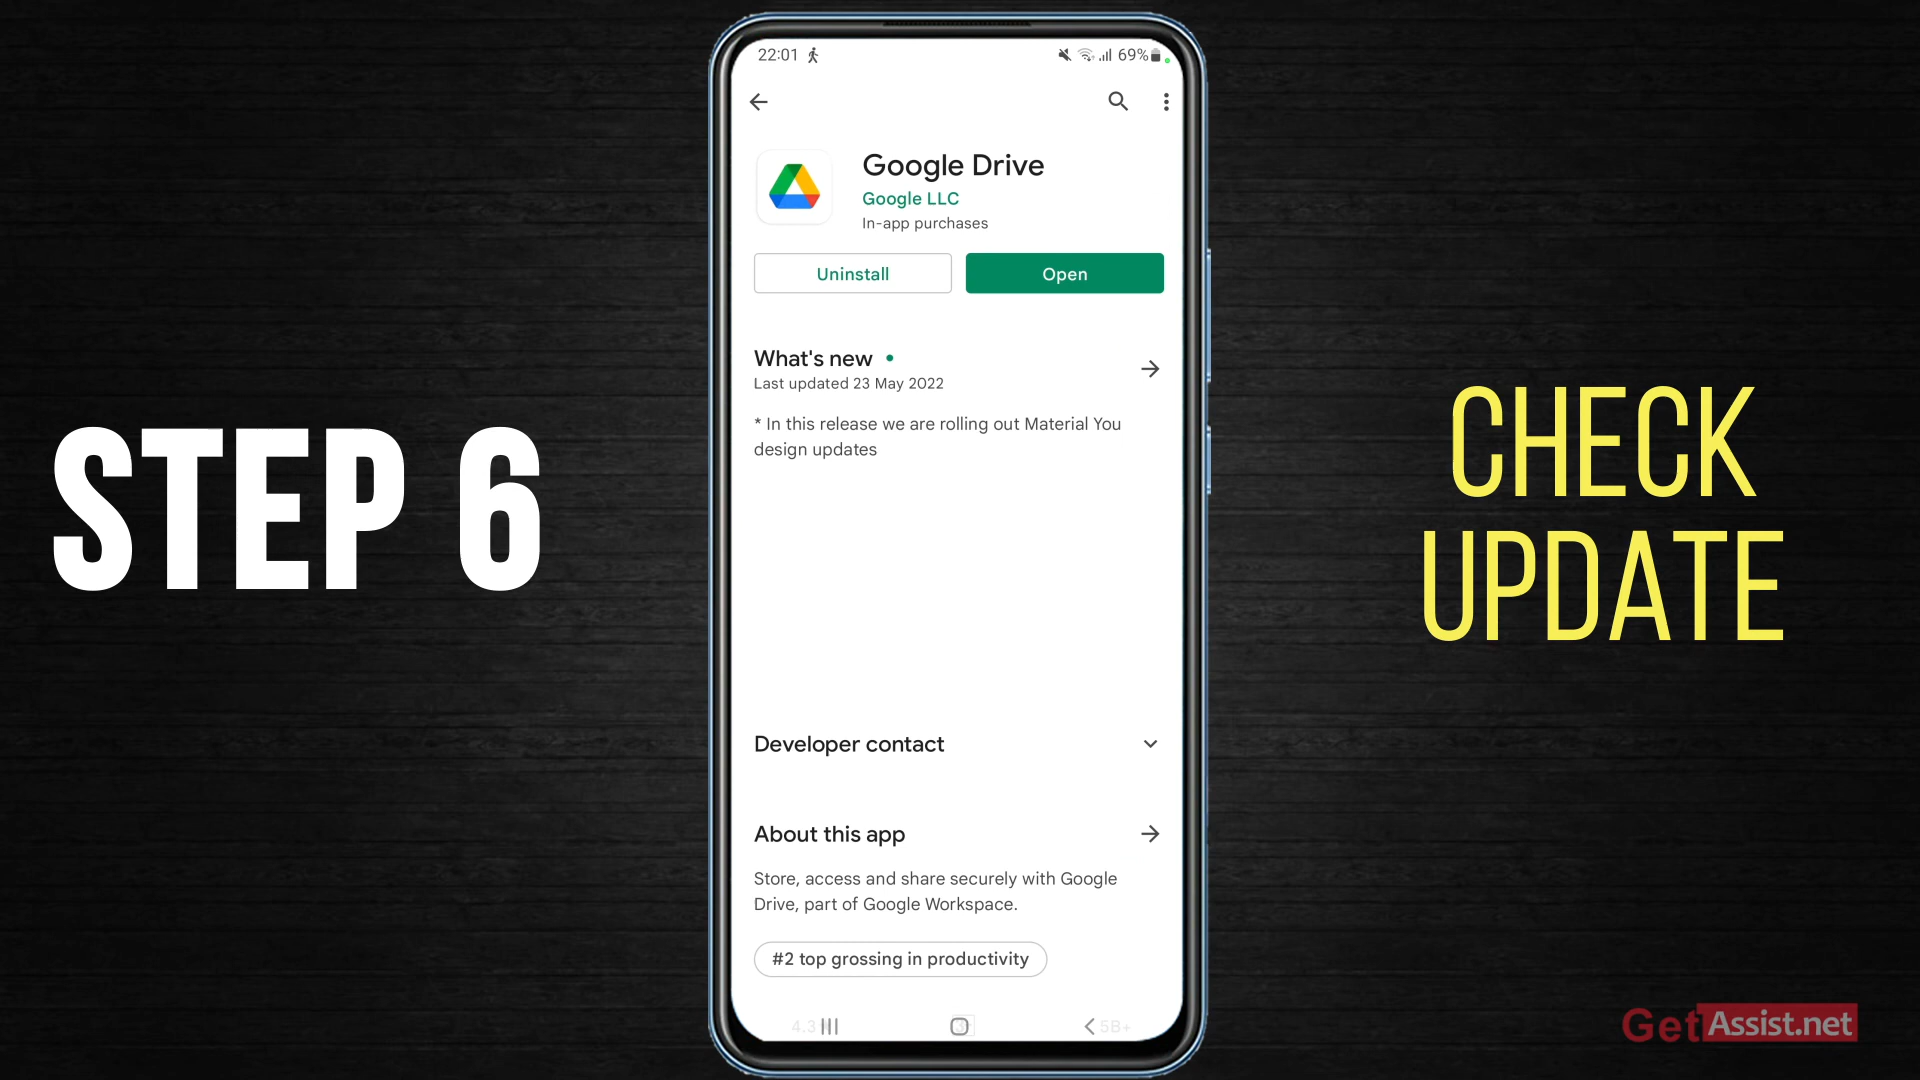 STEP 6
22:01
69%
Google Drive
Google LLC
In-app purchases
Uninstall
Open
What's new
Last updated 23 May 2022
* In this release we are rolling out Material You
design updates
Developer contact
About this app
Store, access and share securely with Google
Drive, part of Google Workspace.
#2 top grossing in productivity
4.3
5B+
CHECK
UPDATE
GetAssist.net